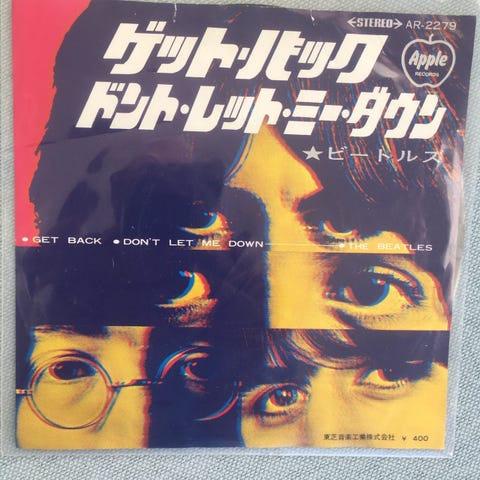 ←STEREO→ AR-2279
Apple
RECORDS
ゲット・バック
ドント・レット・ミー・ダウン
★ビートルズ
● GET BACK ● DON'T LET ME DOWN ● THE BEATLES
東芝音楽工業株式会社 ¥ 400